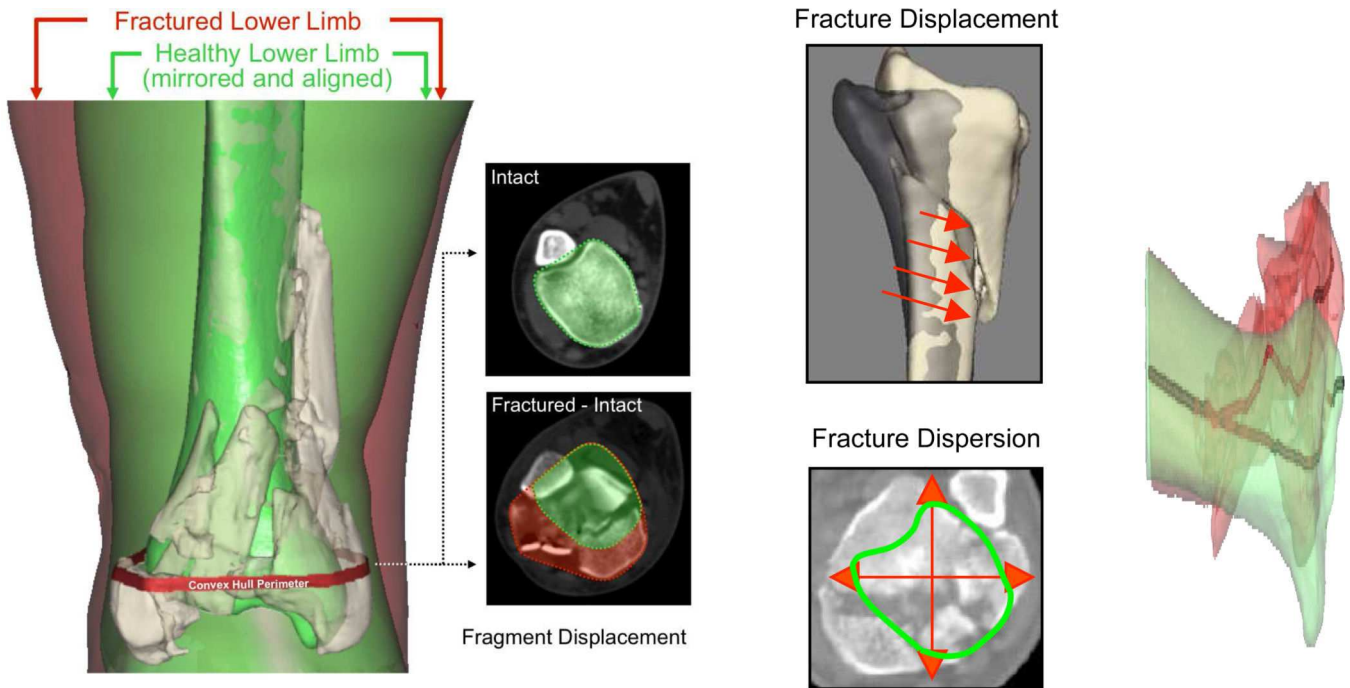 Fractured Lower Limb
Healthy Lower Limb
(mirrored and aligned)
Convex Hull Perimeter
Intact
Fractured - Intact
Fragment Displacement
Fracture Displacement
Fracture Dispersion